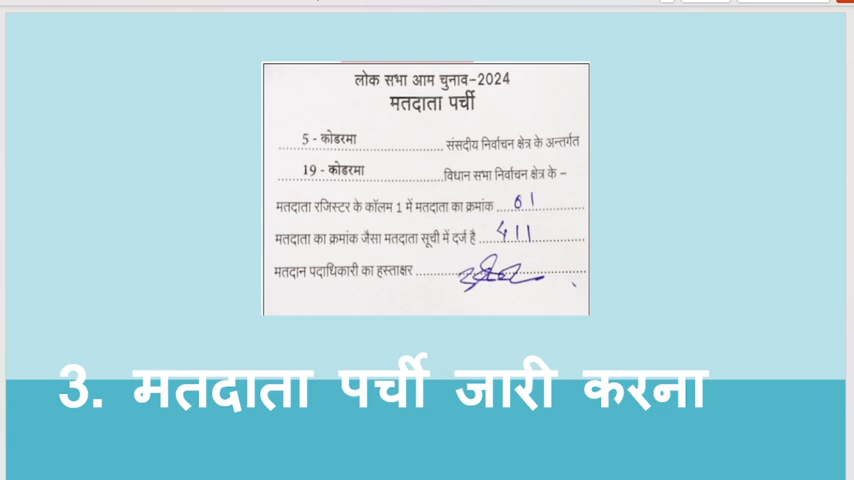 लोक सभा आम चुनाव-2024
मतदाता पर्ची
5 - कोडरमा संसदीय निर्वाचन क्षेत्र के अन्तर्गत
19 - कोडरमा विधान सभा निर्वाचन क्षेत्र के -
मतदाता रजिस्टर के कॉलम 1 में मतदाता का क्रमांक 61
मतदाता का क्रमांक जैसा मतदाता सूची में दर्ज है 411
मतदान पदाधिकारी का हस्ताक्षर
3. मतदाता पर्ची जारी करना